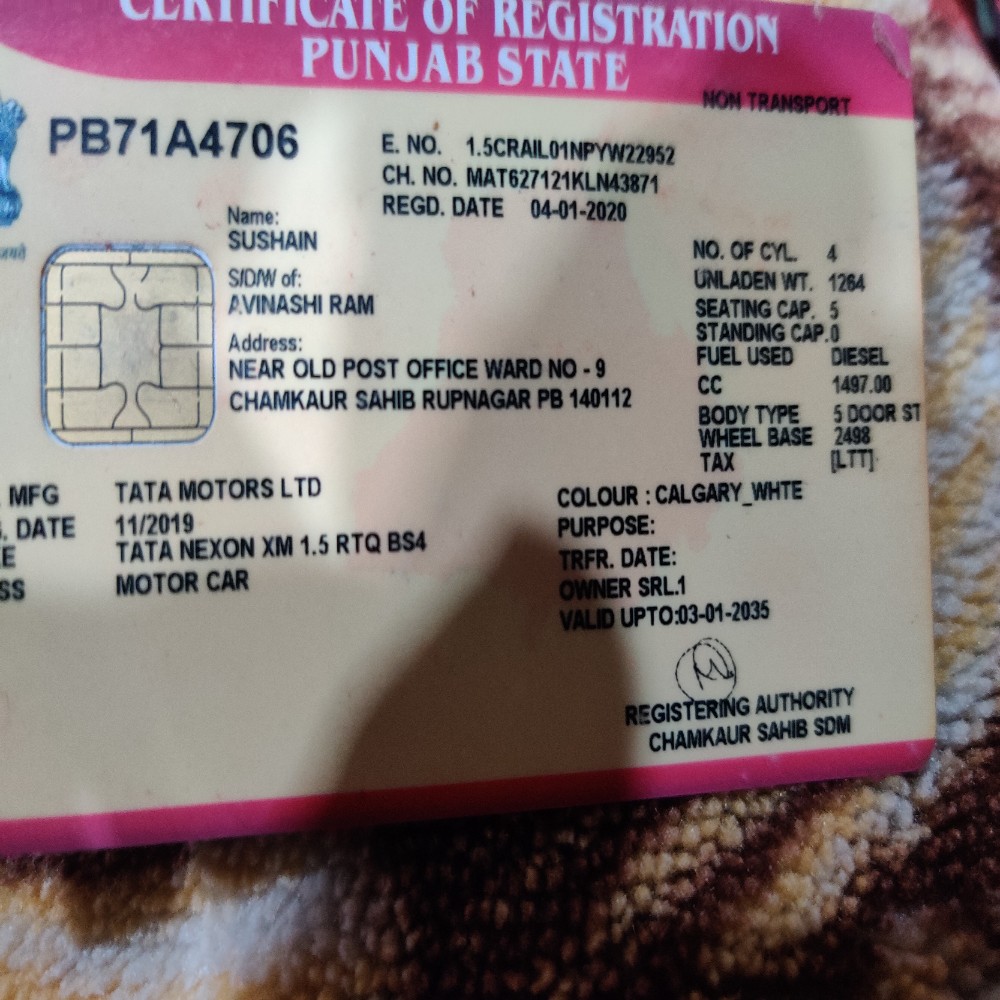 CERTIFICATE OF REGISTRATION
PUNJAB STATE
NON TRANSPORT
PB71A4706
E. NO. 1.5CRAIL01NPYW22952
CH. NO. MAT627121KLN43871
REGD. DATE 04-01-2020
Name:
SUSHAIN
S/D/W of:
AVINASHI RAM
Address:
NEAR OLD POST OFFICE WARD NO - 9
CHAMKAUR SAHIB RUPNAGAR PB 140112
NO. OF CYL. 4
UNLADEN WT. 1264
SEATING CAP. 5
STANDING CAP.0
FUEL USED DIESEL
CC 1497.00
BODY TYPE 5 DOOR ST
WHEEL BASE 2498
TAX [LTT]
MFG TATA MOTORS LTD
. DATE 11/2019
E TATA NEXON XM 1.5 RTQ BS4
SS MOTOR CAR
COLOUR : CALGARY_WHTE
PURPOSE:
TRFR. DATE:
OWNER SRL.1
VALID UPTO:03-01-2035
REGISTERING AUTHORITY
CHAMKAUR SAHIB SDM